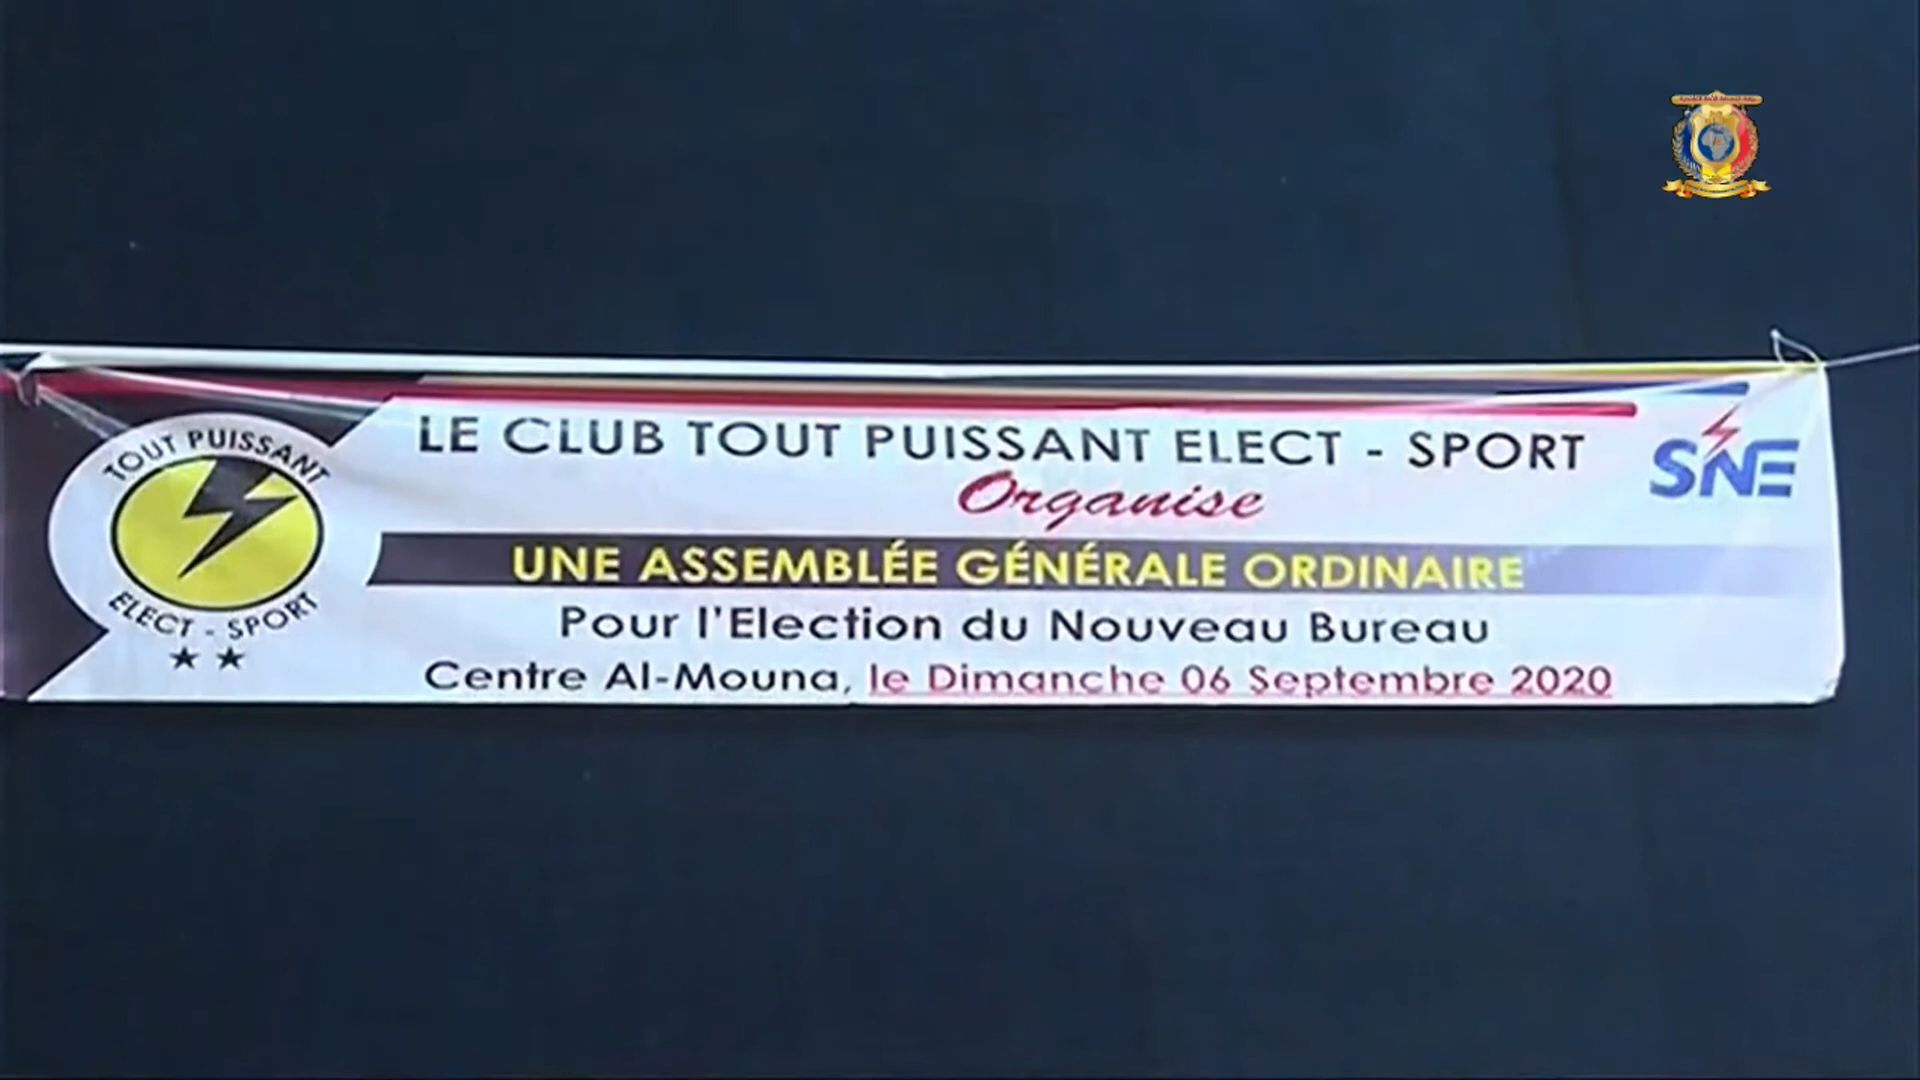 TOUT PUISSANT
ELECT - SPORT
LE CLUB TOUT PUISSANT ELECT - SPORT
Organise
UNE ASSEMBLÉE GÉNÉRALE ORDINAIRE
Pour l'Election du Nouveau Bureau
Centre Al-Mouna, le Dimanche 06 Septembre 2020
SNE